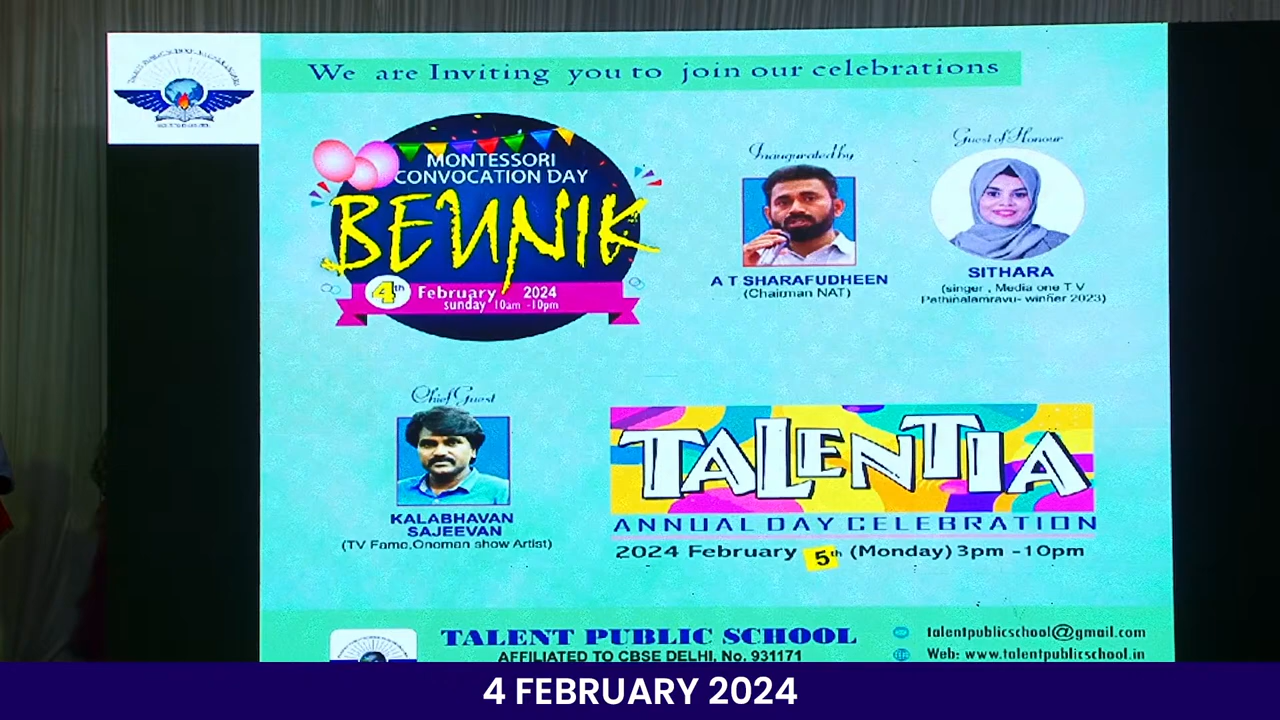 We are Inviting you to join our celebrations
MONTESSORI
CONVOCATION DAY
BEUNIK
4th February 2024
sunday 10am -10pm
Inaugurated by
A T SHARAFUDHEEN
(Chairman NAT)
Guest of Honour
SITHARA
(singer , Media one T V
Pathinalamravu- winner 2023)
Chief Guest
KALABHAVAN
SAJEEVAN
(TV Fame,Oneman show Artist)
TALENTIA
ANNUAL DAY CELEBRATION
2024 February 5th (Monday) 3pm -10pm
TALENT PUBLIC SCHOOL
AFFILIATED TO CBSE DELHI, No. 931171
talentpublicschool@gmail.com
Web: www.talentpublicschool.in
4 FEBRUARY 2024